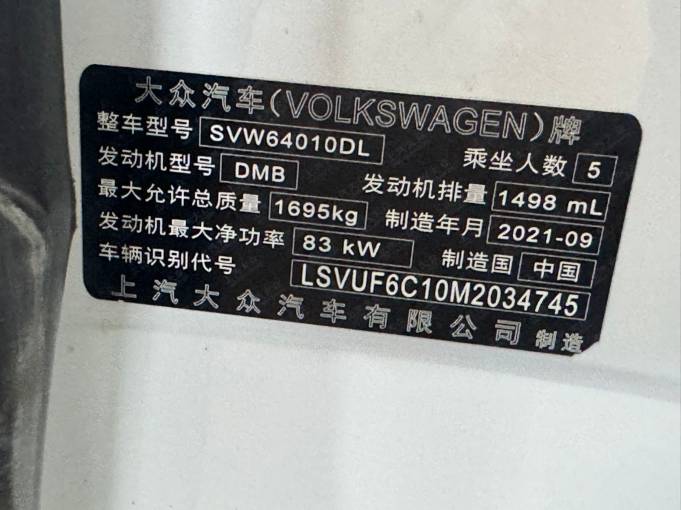 大众汽车(VOLKSWAGEN)牌
整车型号 SVW64010DL 乘坐人数 5
发动机型号 DMB 发动机排量 1498 mL
最大允许总质量 1695kg 制造年月 2021-09
发动机最大净功率 83 kW 制造国 中国
车辆识别代号 LSVUF6C10M2034745
上汽大众汽车有限公司 制造